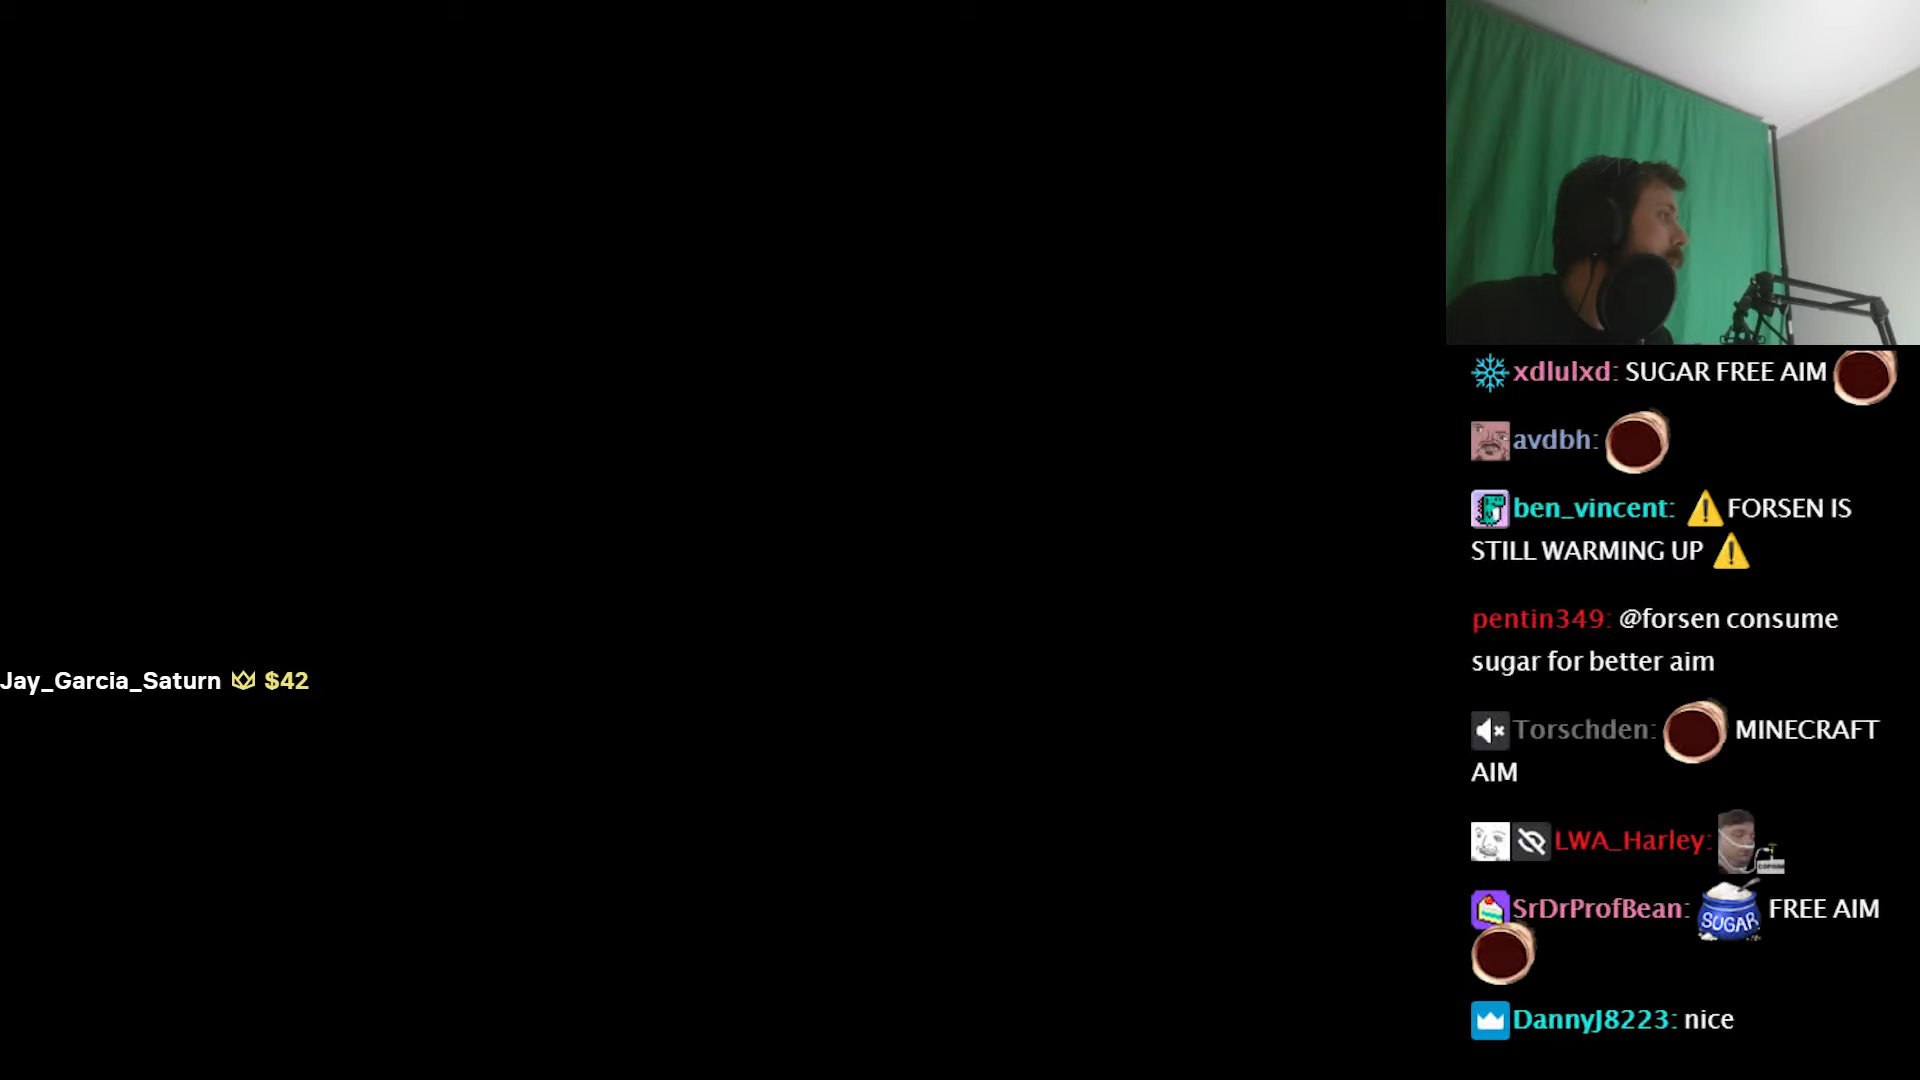 xdlulxd: SUGAR FREE AIM
avdbh:
ben_vincent: ⚠️FORSEN IS
STILL WARMING UP ⚠️
pentin349: @forsen consume
sugar for better aim
Jay_Garcia_Saturn $42
Torschden: MINECRAFT
AIM
LWA_Harley:
SrDrProfBean: SUGAR FREE AIM
DannyJ8223: nice